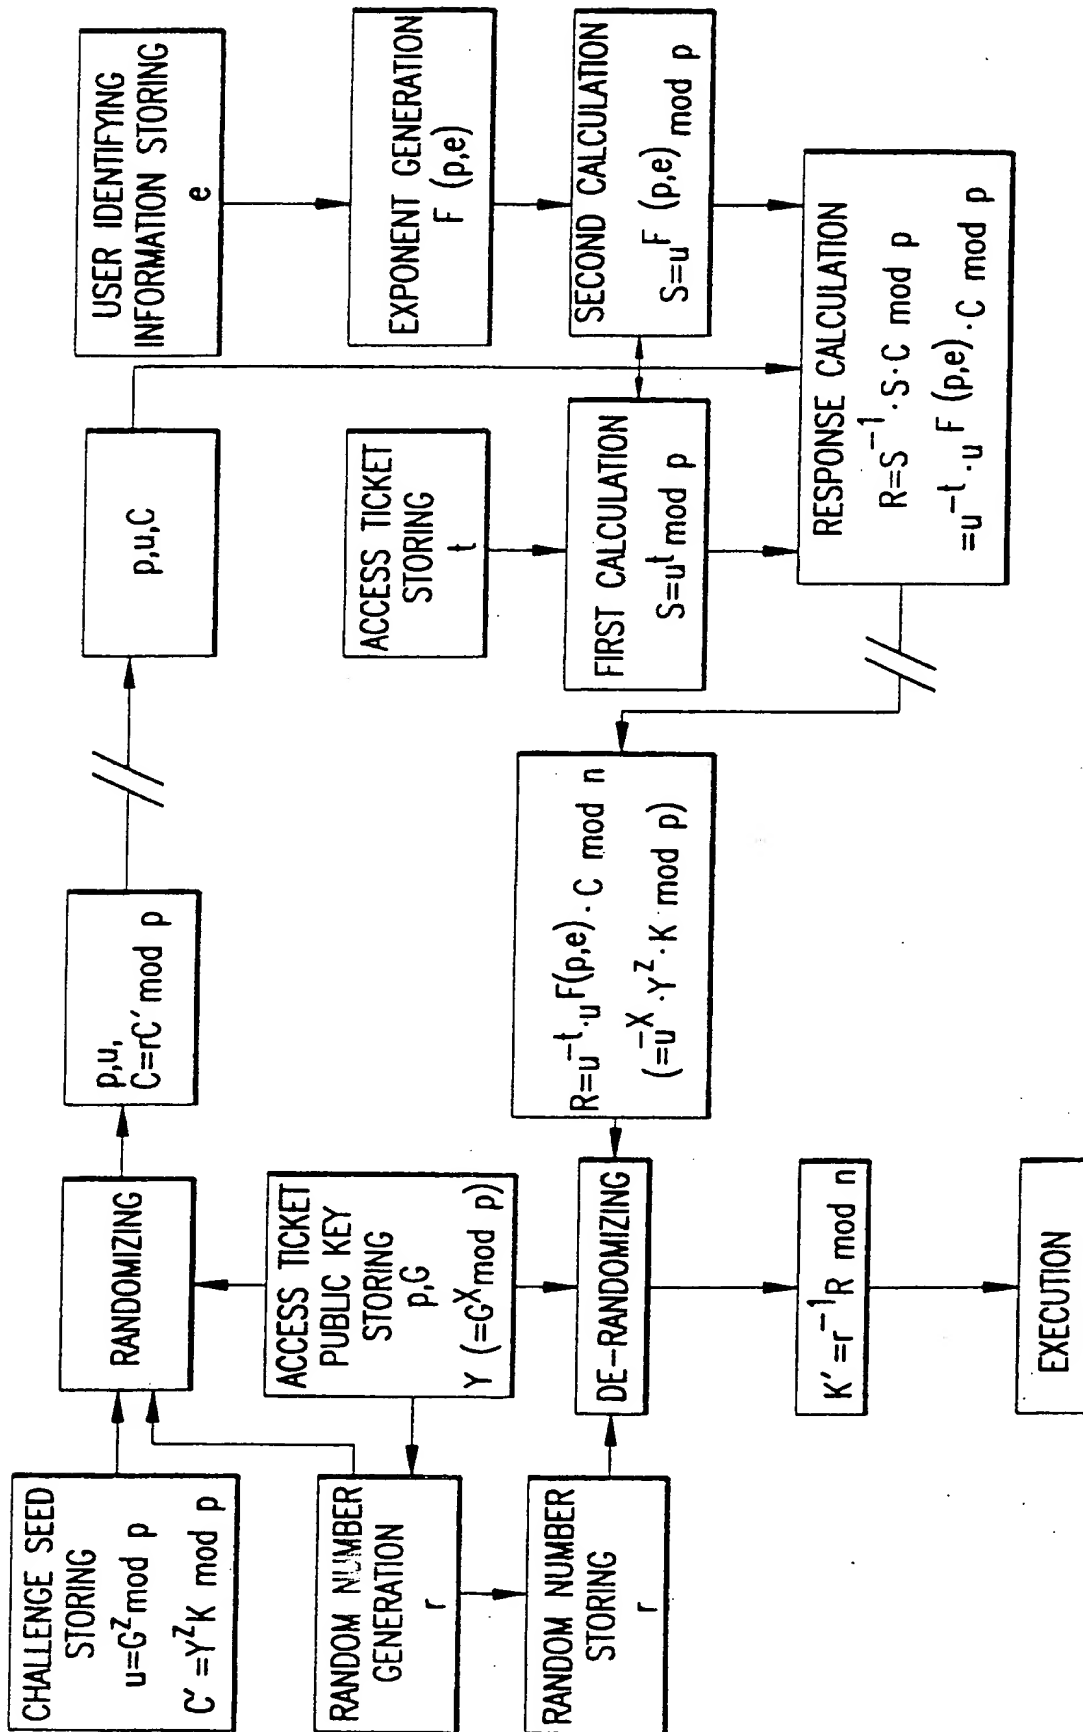 CHALLENGE SEED
STORING
u=G^z mod p
C′=Y^z K mod p
RANDOMIZING
p,u,
C=rC′ mod p
p,u,C
USER IDENTIFYING
INFORMATION STORING
e
RANDOM NUMBER
GENERATION
r
ACCESS TICKET
PUBLIC KEY
STORING
p,G
Y (=G^X mod p)
ACCESS TICKET
STORING
t
EXPONENT GENERATION
F (p,e)
RANDOM NUMBER
STORING
r
DE-RANDOMIZING
R=u^-t·u^F(p,e)·C mod n
(=u^-X·Y^z·K mod p)
FIRST CALCULATION
S=u^t mod p
SECOND CALCULATION
S=u^F (p,e) mod p
K′=r^-1 R mod n
RESPONSE CALCULATION
R=S^-1·S·C mod p
=u^-t·u^F (p,e)·C mod p
EXECUTION